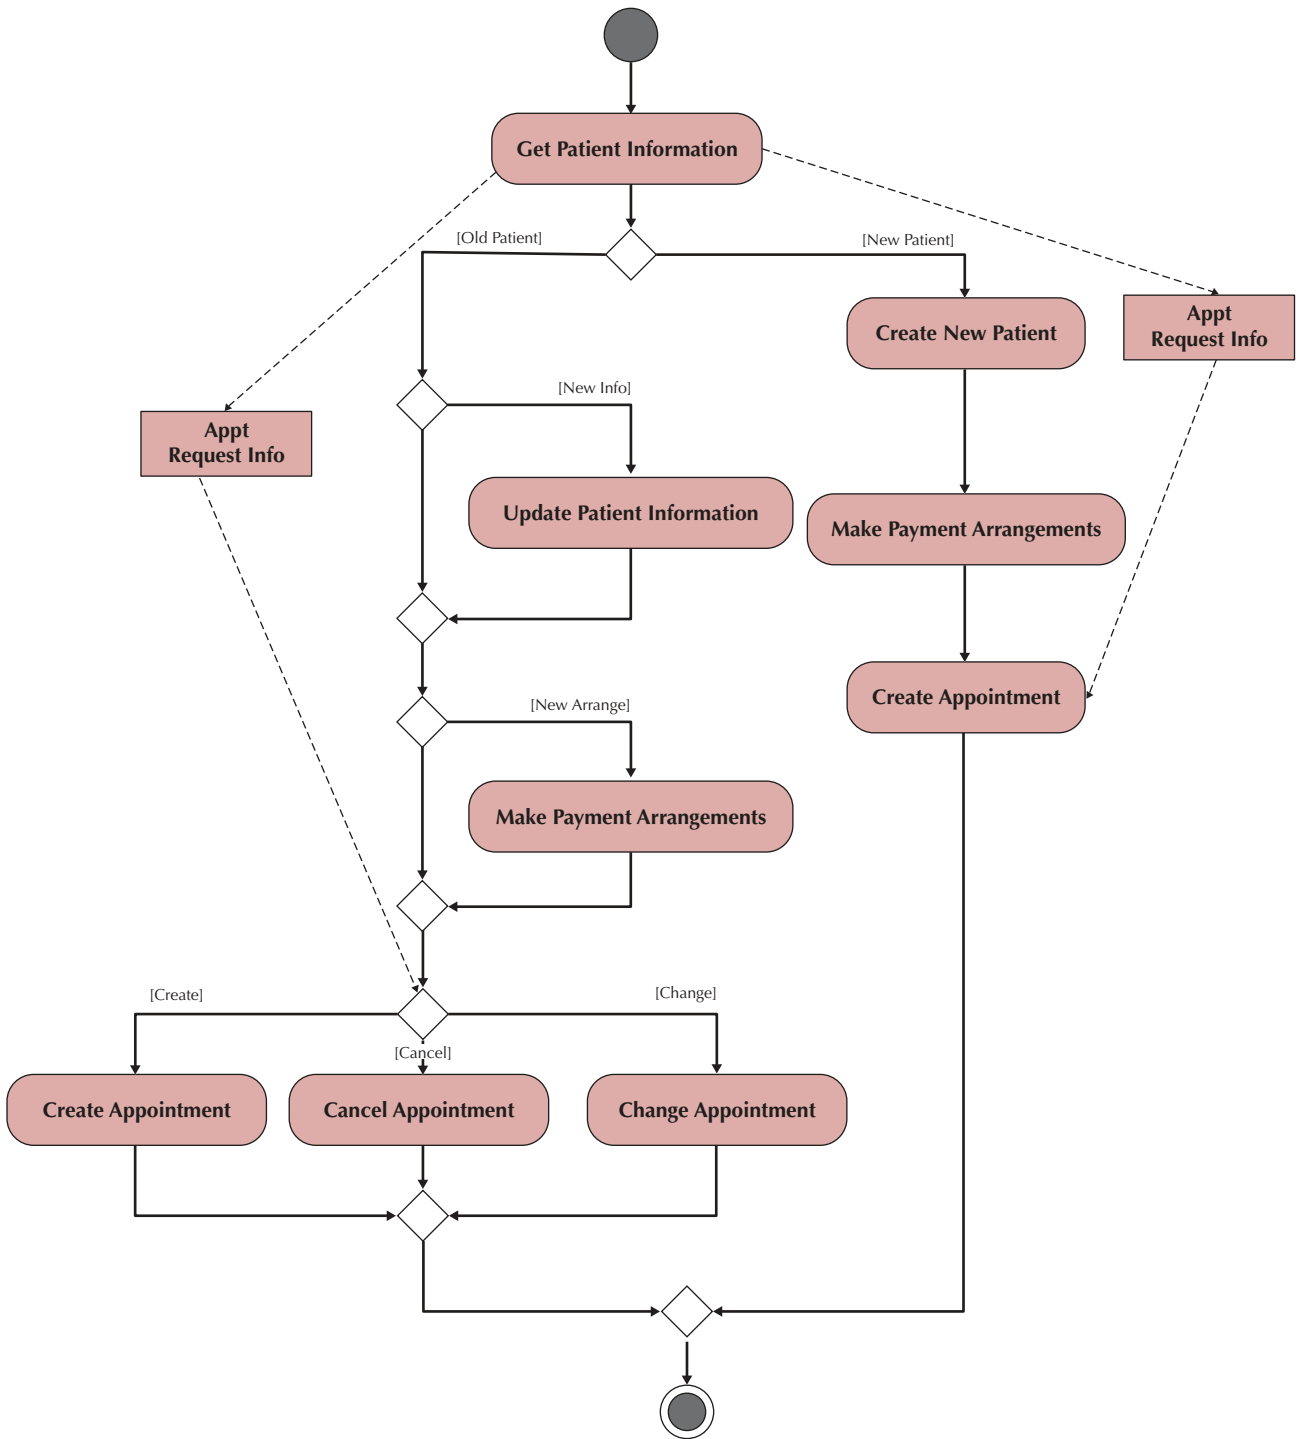 Get Patient Information
[Old Patient]
[New Patient]
Create New Patient
Appt
Request Info
[New Info]
Appt
Request Info
Update Patient Information
Make Payment Arrangements
Create Appointment
[New Arrange]
Make Payment Arrangements
[Create]
[Change]
[Cancel]
Create Appointment
Cancel Appointment
Change Appointment